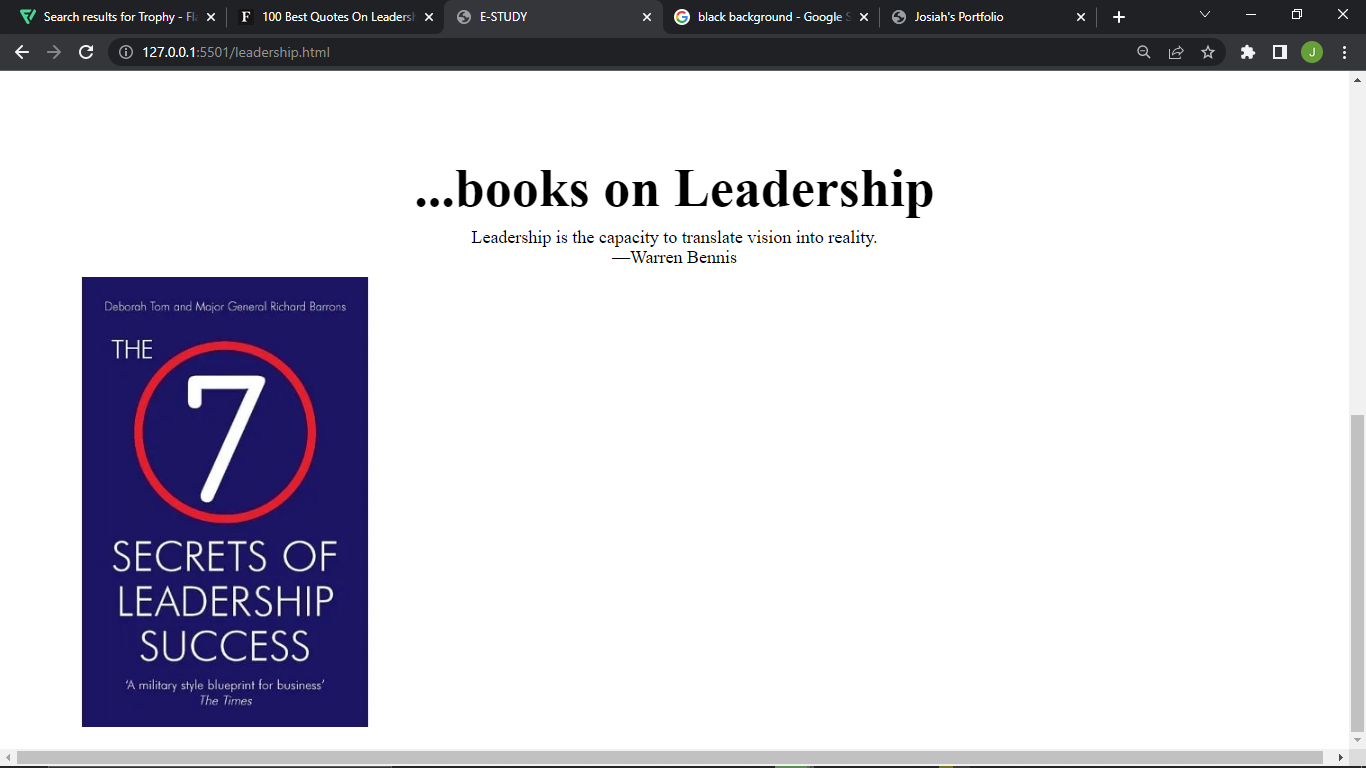 Search results for Trophy - Fl
100 Best Quotes On Leaders
E-STUDY
black background - Google S
Josiah's Portfolio
127.0.0.1:5501/leadership.html
J
...books on Leadership
Leadership is the capacity to translate vision into reality.
—Warren Bennis
Deborah Tom and Major General Richard Barrons
THE
7
SECRETS OF
LEADERSHIP
SUCCESS
'A military style blueprint for business'
The Times